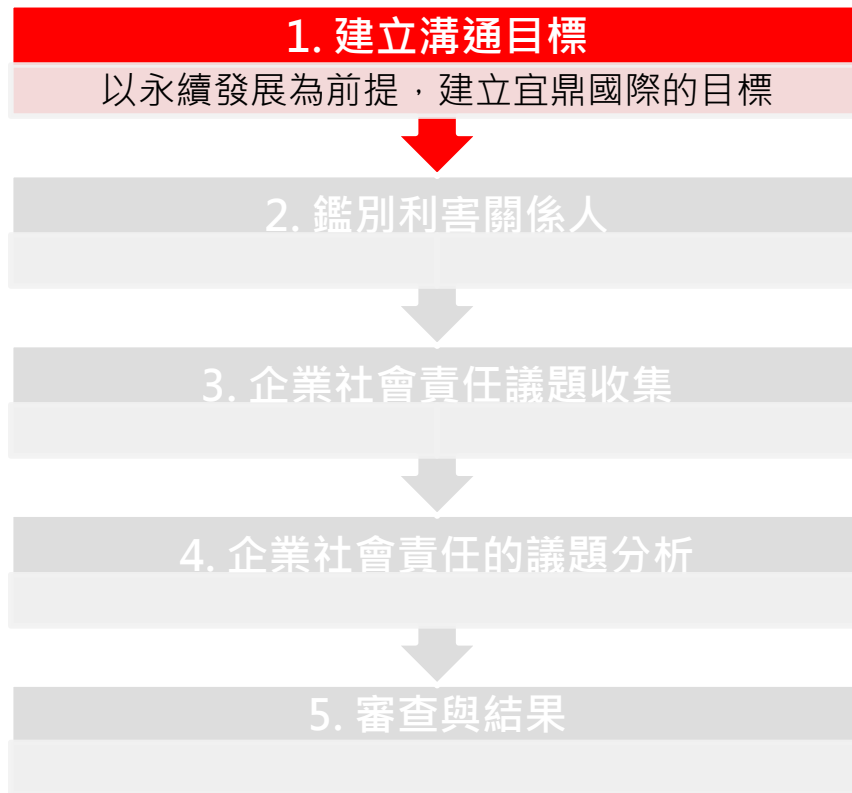 1. 建立溝通目標
以永續發展為前提，建立宜鼎國際的目標
2. 鑑別利害關係人
3. 企業社會責任議題收集
4. 企業社會責任的議題分析
5. 審查與結果